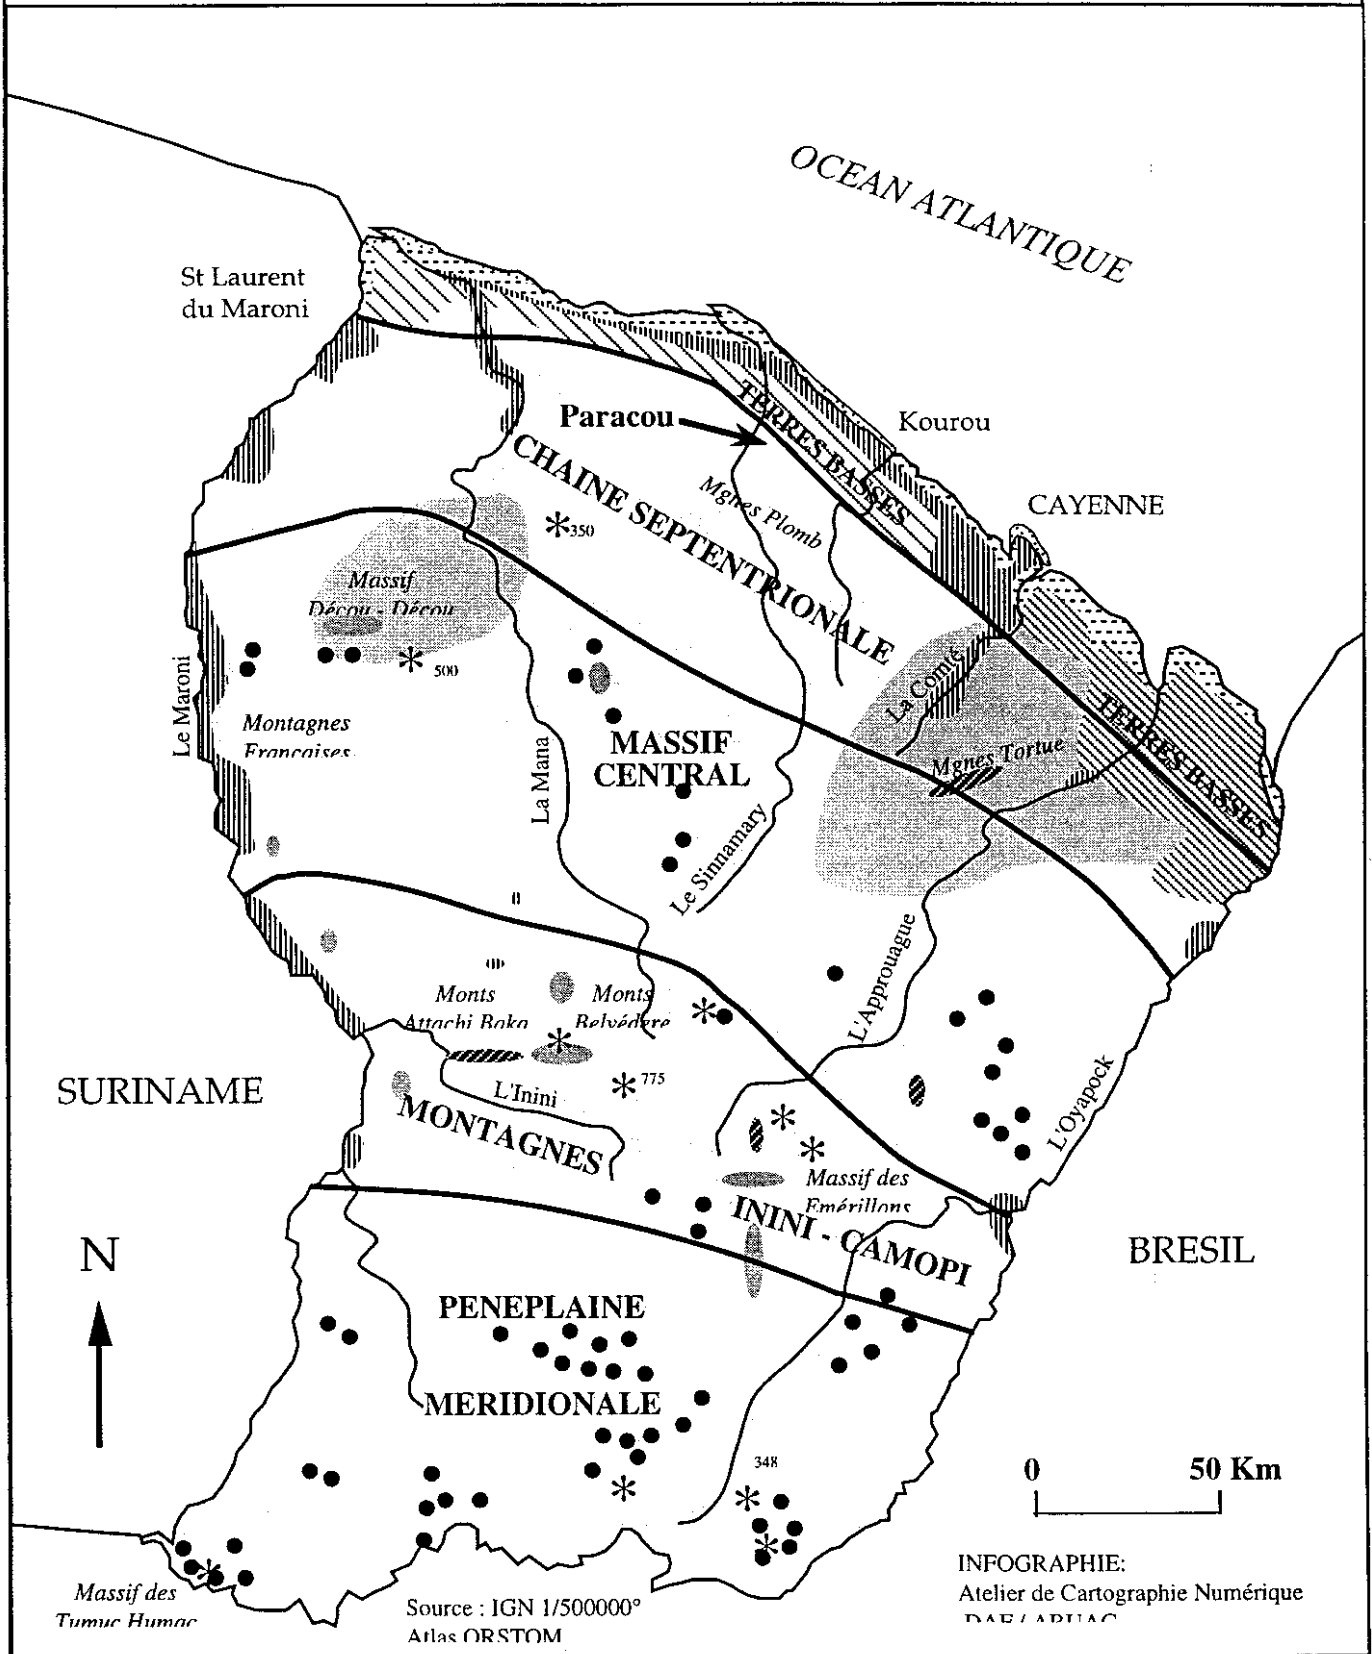 OCEAN ATLANTIQUE
St Laurent
du Maroni
Paracou
Kourou
CAYENNE
TERRES BASSES
CHAINE SEPTENTRIONALE
Mgnes Plomb
350
Massif
Décou - Décou
500
Le Maroni
Montagnes
Françaises
La Mana
MASSIF
CENTRAL
Le Sinnamary
La Comté
Mgnes Tortue
TERRES BASSES
L'Approuague
L'Oyapock
Monts
Attachi Baka
Monts
Belvédère
775
L'Inini
SURINAME
MONTAGNES
ININI - CAMOPI
Massif des
Emérillons
BRESIL
N
PENEPLAINE
MERIDIONALE
348
0 50 Km
Massif des
Tumuc Humac
Source : IGN 1/500000°
Atlas ORSTOM
INFOGRAPHIE:
Atelier de Cartographie Numérique